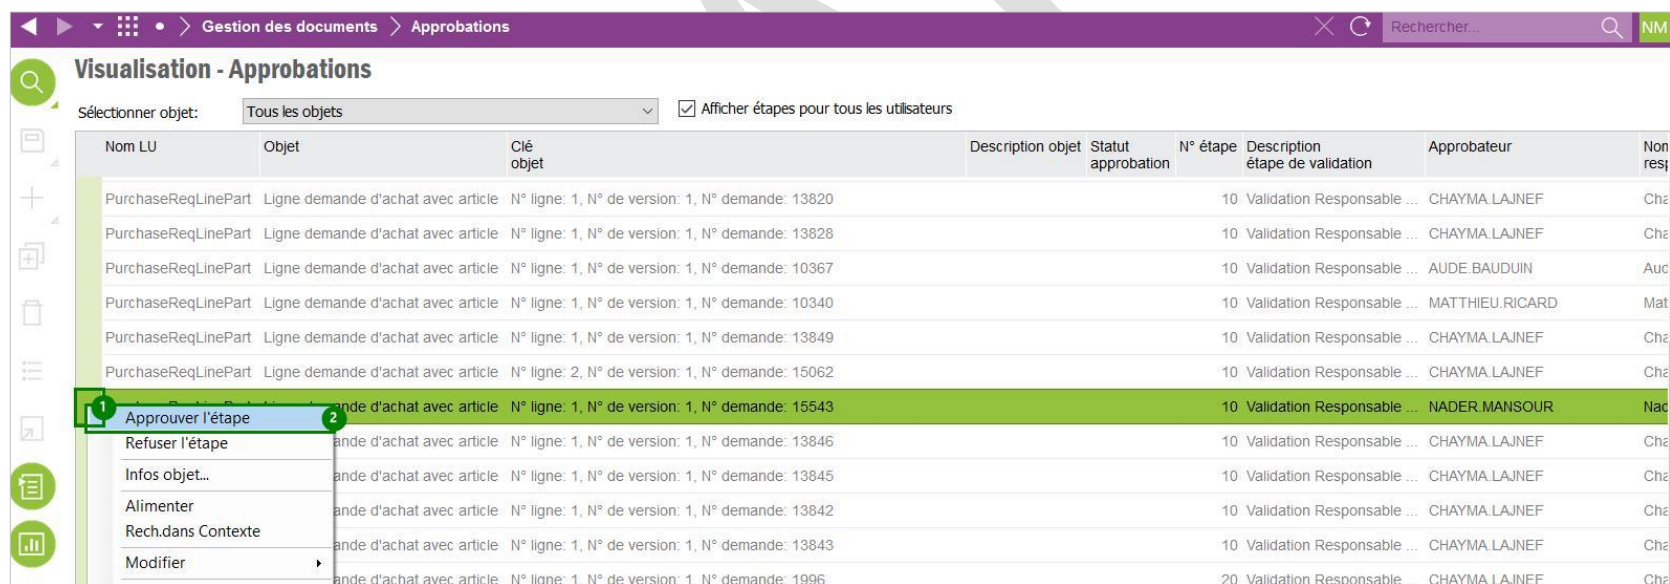 Gestion des documents Approbations Rechercher... NM
Visualisation - Approbations
Sélectionner objet: Tous les objets Afficher étapes pour tous les utilisateurs
Nom LU Objet Clé objet Description objet Statut approbation N° étape Description étape de validation Approbateur
PurchaseReqLinePart Ligne demande d'achat avec article N° ligne: 1, N° de version: 1, N° demande: 13820 10 Validation Responsable ... CHAYMA.LAJNEF
PurchaseReqLinePart Ligne demande d'achat avec article N° ligne: 1, N° de version: 1, N° demande: 13828 10 Validation Responsable ... CHAYMA.LAJNEF
PurchaseReqLinePart Ligne demande d'achat avec article N° ligne: 1, N° de version: 1, N° demande: 10367 10 Validation Responsable ... AUDE.BAUDUIN
PurchaseReqLinePart Ligne demande d'achat avec article N° ligne: 1, N° de version: 1, N° demande: 10340 10 Validation Responsable ... MATTHIEU.RICARD Mat
PurchaseReqLinePart Ligne demande d'achat avec article N° ligne: 1, N° de version: 1, N° demande: 13849 10 Validation Responsable ... CHAYMA.LAJNEF
PurchaseReqLinePart Ligne demande d'achat avec article N° ligne: 2, N° de version: 1, N° demande: 15062 10 Validation Responsable ... CHAYMA.LAJNEF
1 ande d'achat avec article N° ligne: 1, N° de version: 1, N° demande: 15543 10 Validation Responsable ... NADER.MANSOUR
Approuver l'étape 2
Refuser l'étape ande d'achat avec article N° ligne: 1, N° de version: 1, N° demande: 13846 10 Validation Responsable ... CHAYMA.LAJNEF
Infos objet... ande d'achat avec article N° ligne: 1, N° de version: 1, N° demande: 13845 10 Validation Responsable ... CHAYMA.LAJNEF
Alimenter ande d'achat avec article N° ligne: 1, N° de version: 1, N° demande: 13842 10 Validation Responsable ... CHAYMA.LAJNEF
Rech.dans Contexte ande d'achat avec article N° ligne: 1, N° de version: 1, N° demande: 13843 10 Validation Responsable ... CHAYMA.LAJNEF
Modifier
ande d'achat avec article N° ligne: 1, N° de version: 1, N° demande: 1996 20 Validation Responsable ... CHAYMA.LAJNEF